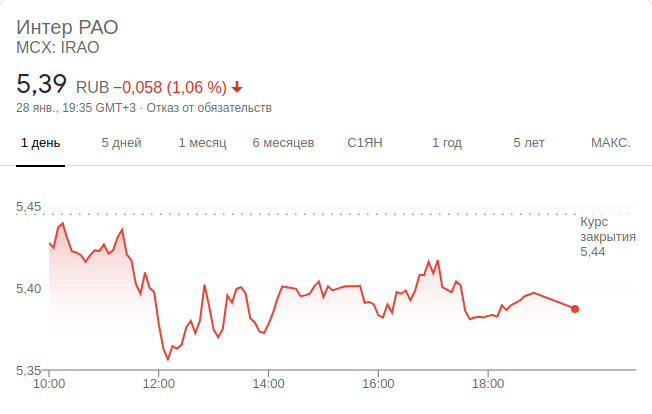 Интер РАО
MCX: IRAO
5,39 RUB −0,058 (1,06 %)
28 янв., 19:35 GMT+3 · Отказ от обязательств
1 день 5 дней 1 месяц 6 месяцев С1ЯН 1 год 5 лет МАКС.
5,45
Курс
закрытия
5,44
5,40
5,35
10:00 12:00 14:00 16:00 18:00